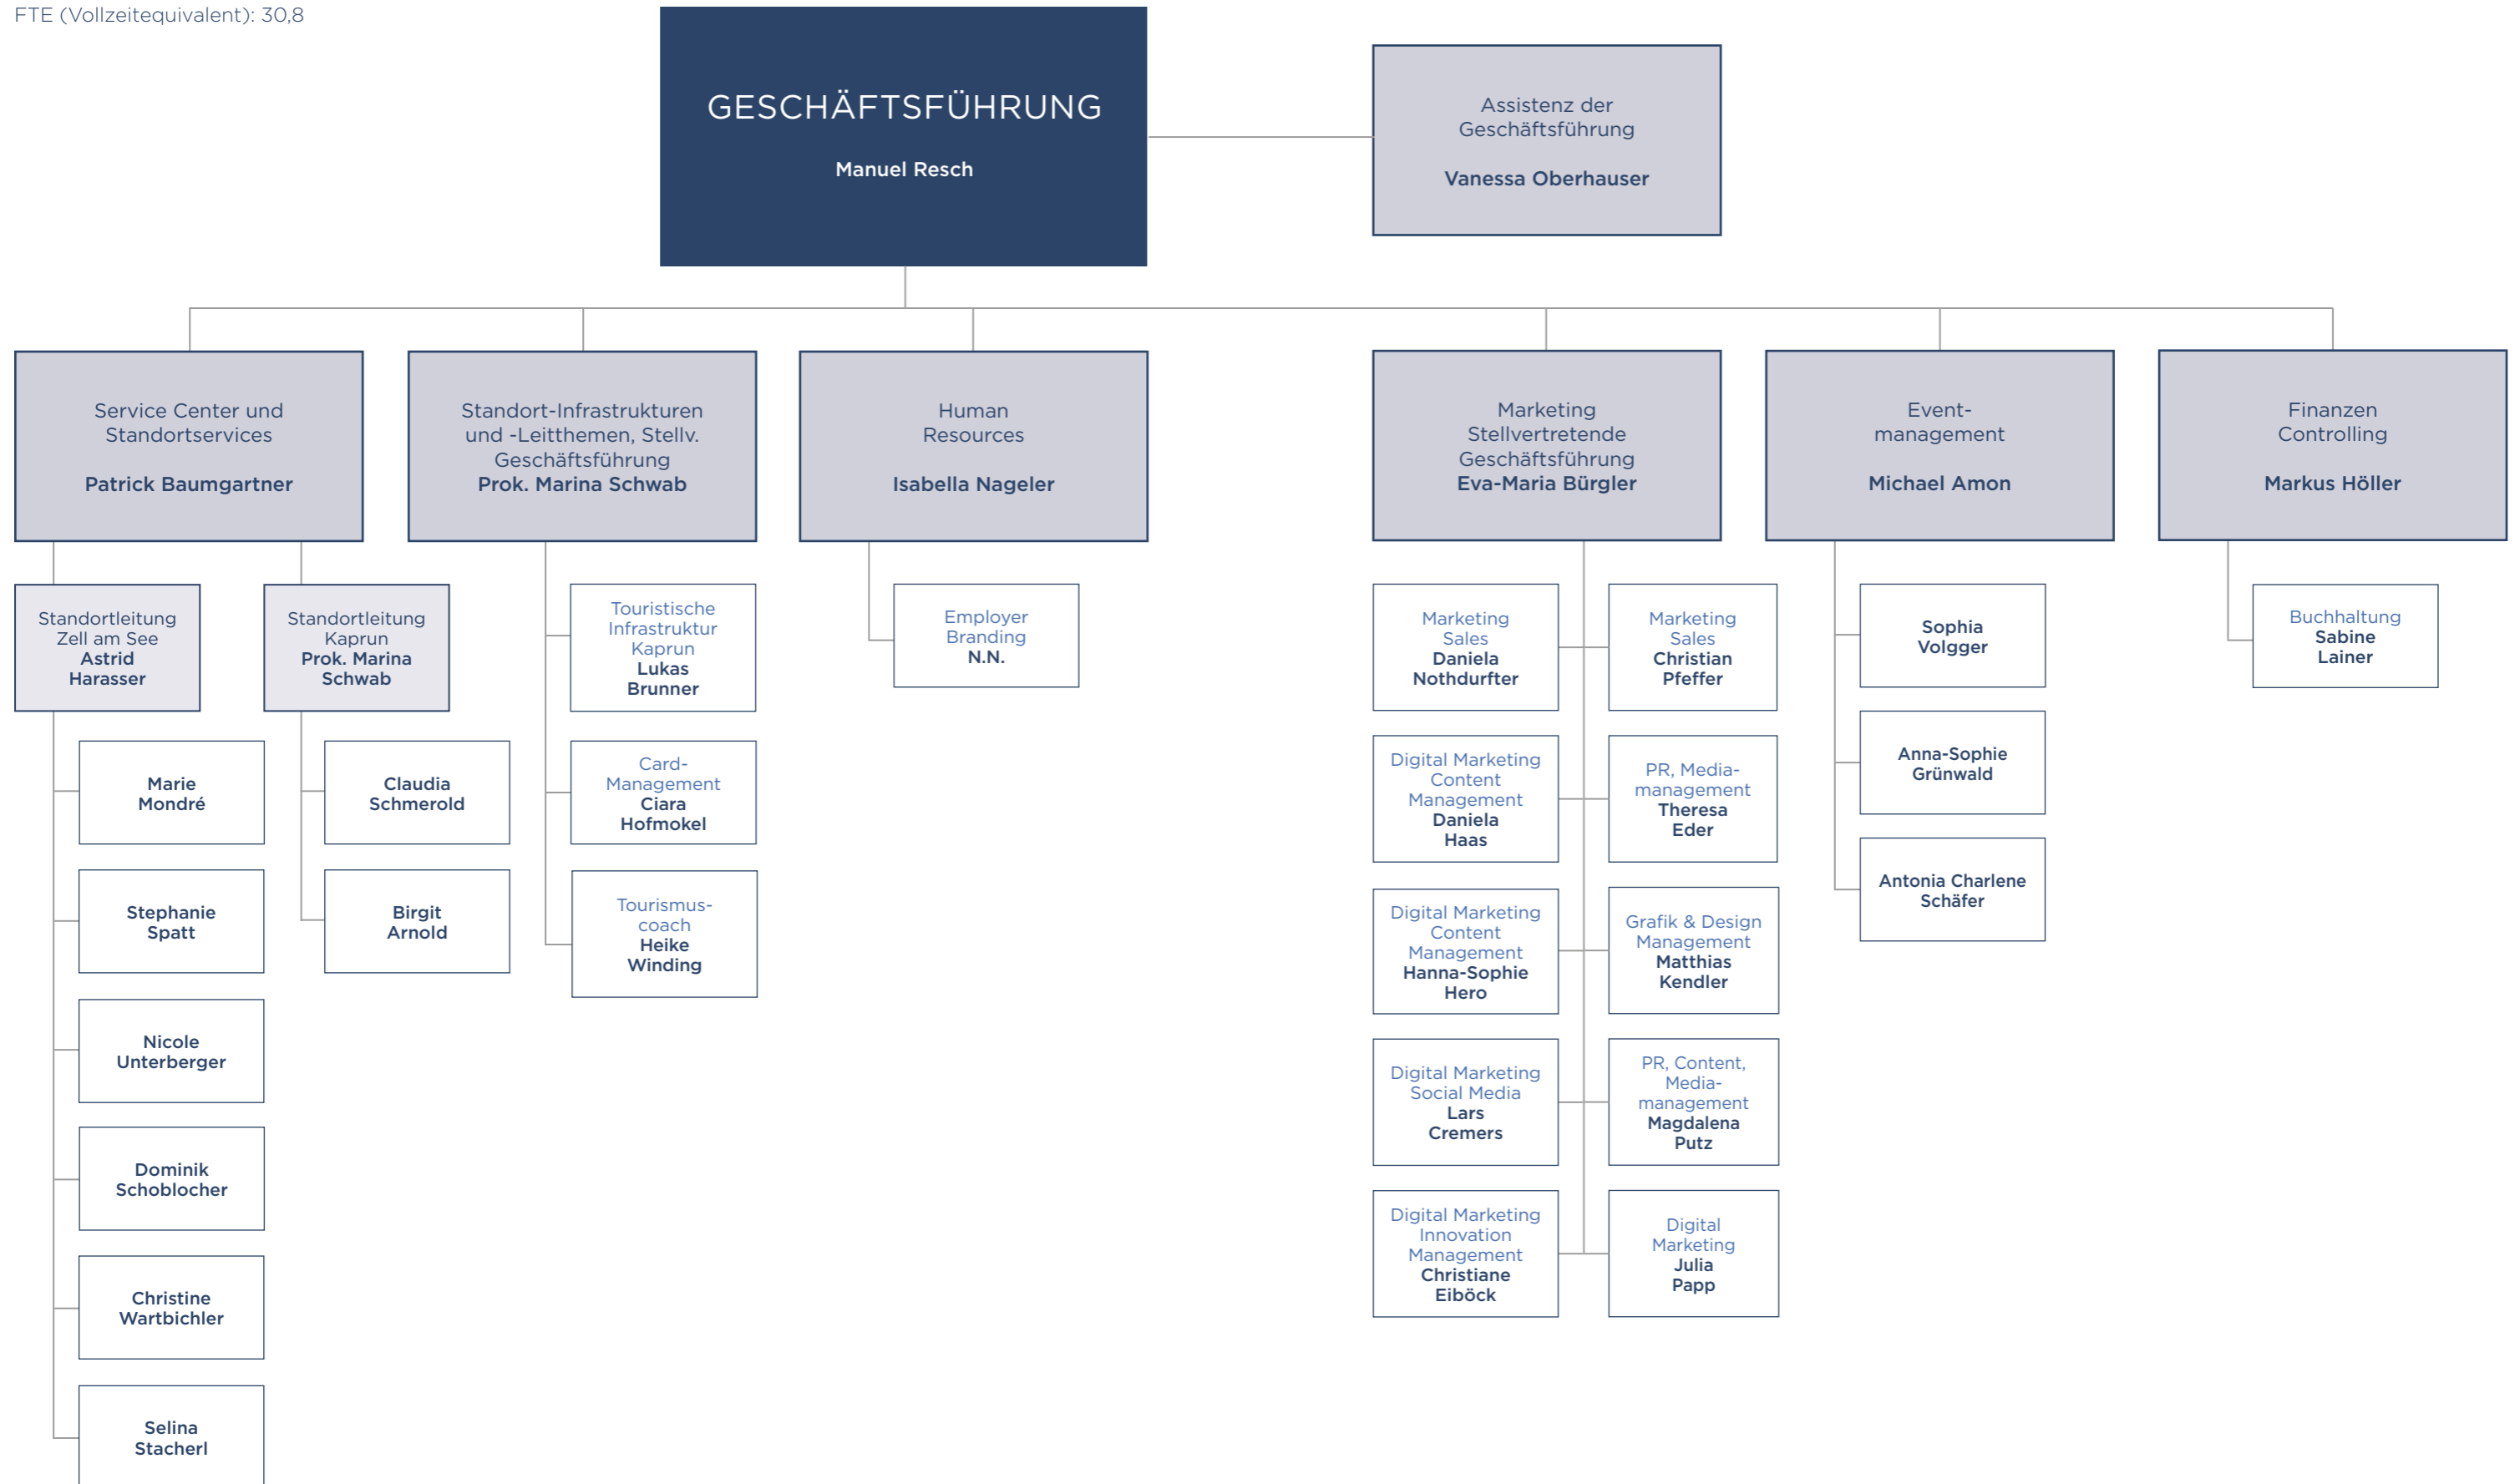 FTE (Vollzeitequivalent): 30,8
GESCHÄFTSFÜHRUNG
Manuel Resch
Assistenz der
Geschäftsführung
Vanessa Oberhauser
Service Center und
Standortservices
Patrick Baumgartner
Standort-Infrastrukturen
und -Leitthemen, Stellv.
Geschäftsführung
Prok. Marina Schwab
Human
Resources
Isabella Nageler
Marketing
Stellvertretende
Geschäftsführung
Eva-Maria Bürgler
Event-
management
Michael Amon
Finanzen
Controlling
Markus Höller
Standortleitung
Zell am See
Astrid
Harasser
Marie
Mondré
Stephanie
Spatt
Nicole
Unterberger
Dominik
Schoblocher
Christine
Wartbichler
Selina
Stacherl
Standortleitung
Kaprun
Prok. Marina
Schwab
Claudia
Schmerold
Birgit
Arnold
Touristische
Infrastruktur
Kaprun
Lukas
Brunner
Card-
Management
Ciara
Hofmokel
Tourismus-
coach
Heike
Winding
Employer
Branding
N.N.
Marketing
Sales
Daniela
Nothdurfter
Marketing
Sales
Christian
Pfeffer
Digital Marketing
Content
Management
Daniela
Haas
PR, Media-
management
Theresa
Eder
Digital Marketing
Content
Management
Hanna-Sophie
Hero
Grafik & Design
Management
Matthias
Kendler
Digital Marketing
Social Media
Lars
Cremers
PR, Content,
Media-
management
Magdalena
Putz
Digital Marketing
Innovation
Management
Christiane
Eiböck
Digital
Marketing
Julia
Papp
Sophia
Volgger
Anna-Sophie
Grünwald
Antonia Charlene
Schäfer
Buchhaltung
Sabine
Lainer